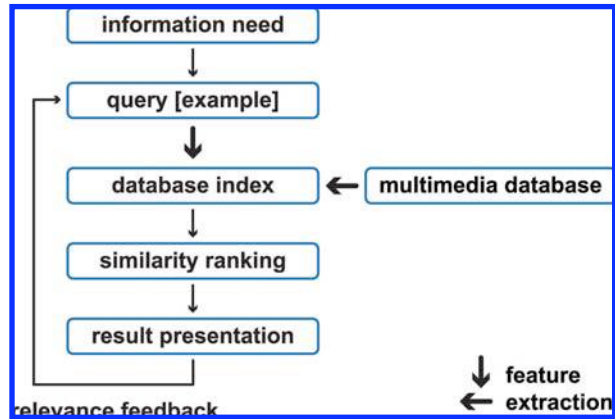 information need
query [example]
database index
multimedia database
similarity ranking
result presentation
relevance feedback
feature
extraction